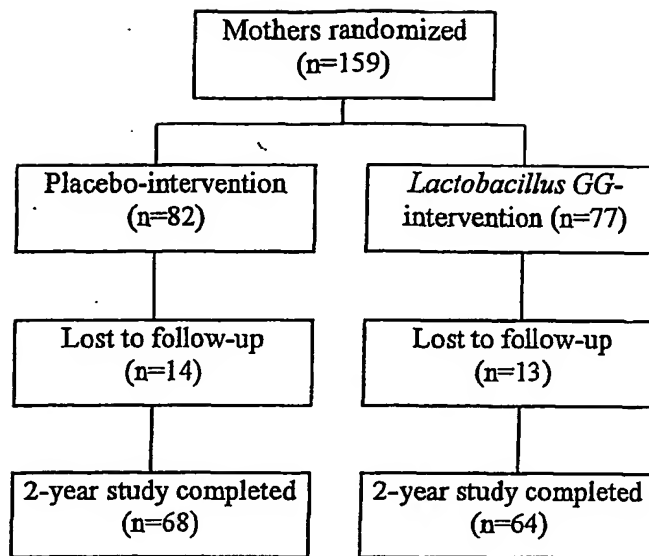 Mothers randomized
(n=159)
Placebo-intervention
(n=82)
Lactobacillus GG-
intervention (n=77)
Lost to follow-up
(n=14)
Lost to follow-up
(n=13)
2-year study completed
(n=68)
2-year study completed
(n=64)